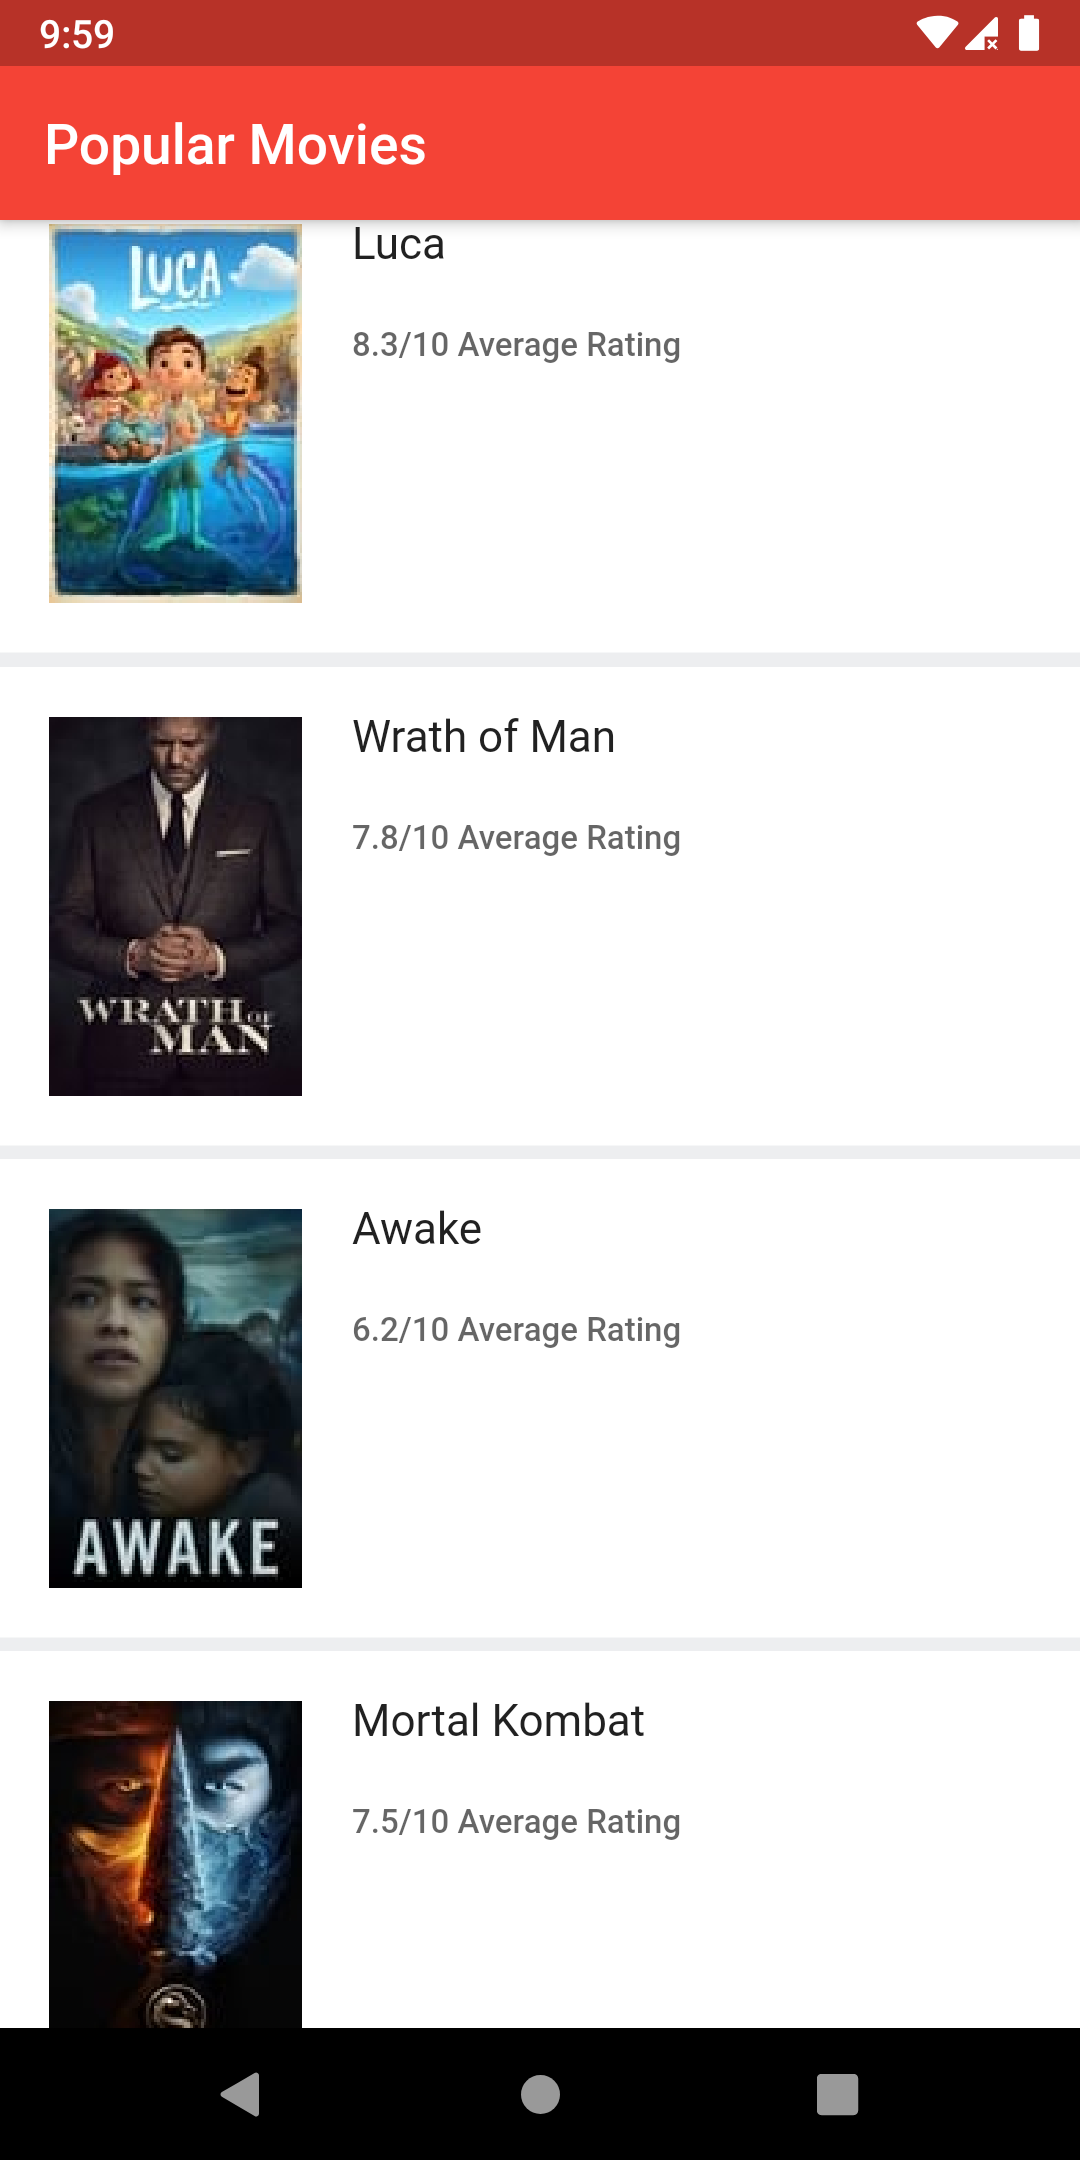 9:59
Popular Movies
LUCA
Luca
8.3/10 Average Rating
Wrath of Man
7.8/10 Average Rating
WRATH OF
MAN
Awake
6.2/10 Average Rating
AWAKE
Mortal Kombat
7.5/10 Average Rating